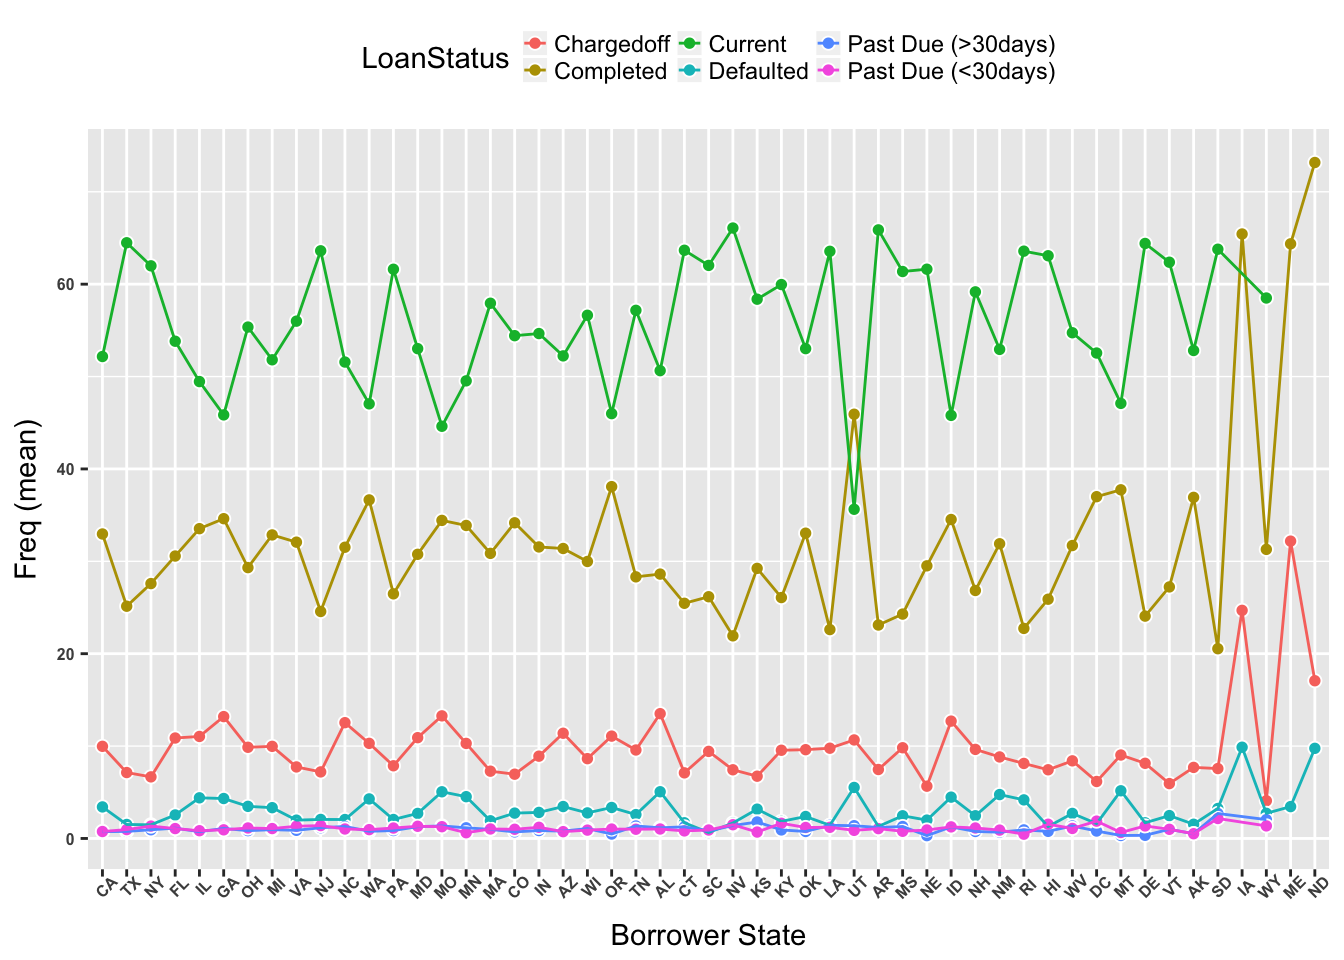 LoanStatus Chargedoff Current Past Due (>30days)
Completed Defaulted Past Due (<30days)
Freq (mean)
60
40
20
0
CA TX NY FL IL GA OH MI VA NJ NC WA PA MD MO MN MA CO IN AZ WI OR TN AL CT SC NV KS KY OK LA UT AR MS NE ID NH NM RI HI WV DC MT DE VT AK SD IA WY ME ND
Borrower State